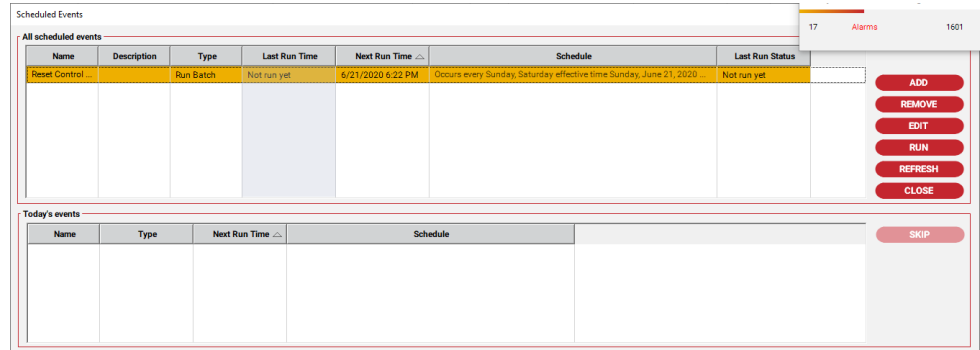 Scheduled Events
17 Alarms 1601
All scheduled events
Name Description Type Last Run Time Next Run Time Schedule Last Run Status
Reset Control ... Run Batch Not run yet 6/21/2020 6:22 PM Occurs every Sunday, Saturday effective time Sunday, June 21, 2020 ... Not run yet
ADD
REMOVE
EDIT
RUN
REFRESH
CLOSE
Today's events
Name Type Next Run Time Schedule
SKIP